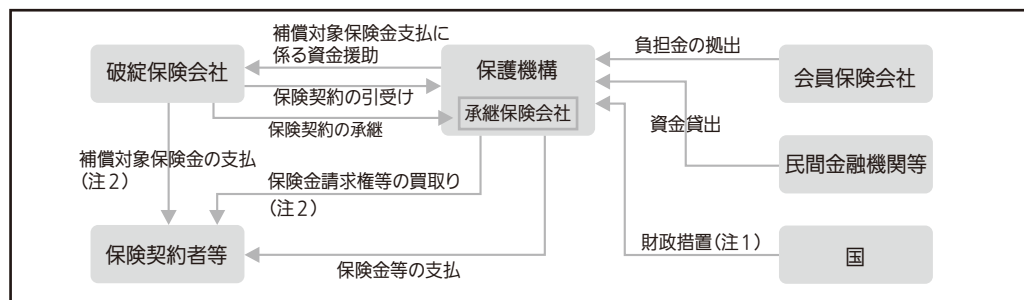 補償対象保険金支払に
係る資金援助
負担金の拠出
破綻保険会社
保護機構
会員保険会社
保険契約の引受け
承継保険会社
保険契約の承継
資金貸出
補償対象保険金の支払
(注2)
保険金請求権等の買取り
(注2)
民間金融機関等
財政措置(注1)
保険契約者等
保険金等の支払
国